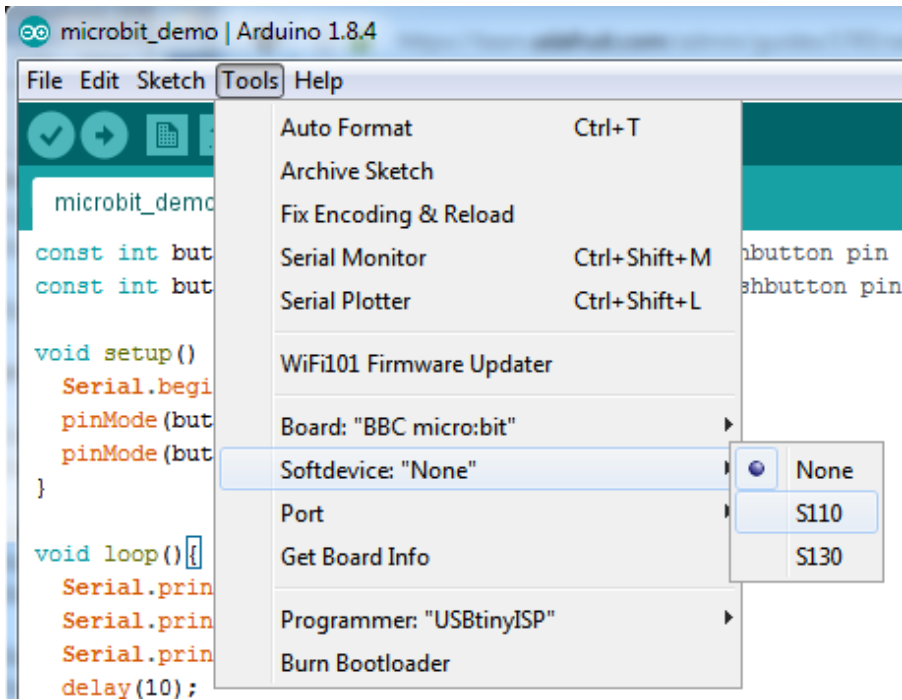 microbit_demo | Arduino 1.8.4
File Edit Sketch Tools Help
Auto Format Ctrl+T
Archive Sketch
microbit_demo
Fix Encoding & Reload
const int but
Serial Monitor Ctrl+Shift+M
hbutton pin
const int but
Serial Plotter Ctrl+Shift+L
shbutton pin
void setup()
WiFi101 Firmware Updater
Serial.begi
pinMode(but
Board: "BBC micro:bit"
pinMode(but
Softdevice: "None"
None
}
Port
S110
void loop(){
Get Board Info
S130
Serial.prin
Serial.prin
Programmer: "USBtinyISP"
Serial.prin
Burn Bootloader
delay(10);